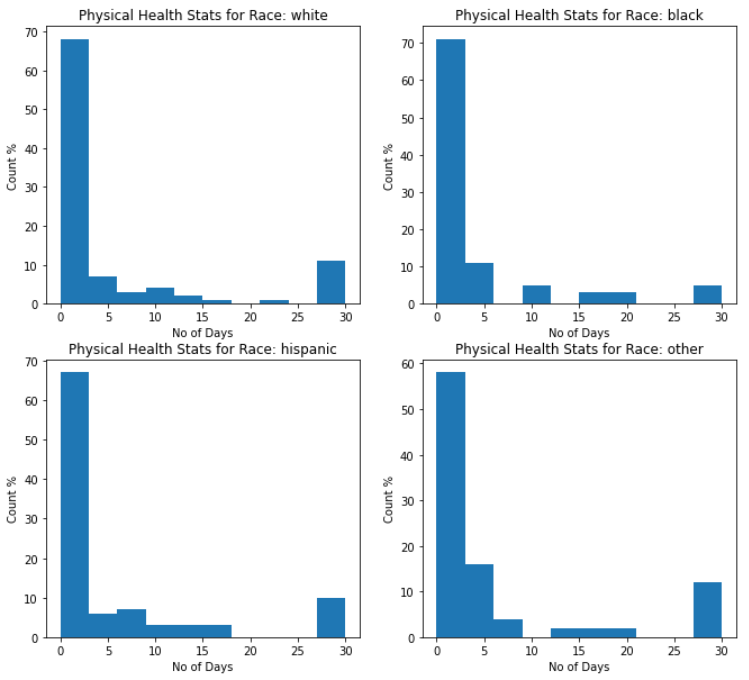 Physical Health Stats for Race: white
70
60
50
40
30
20
10
0
Count %
0 5 10 15 20 25 30
No of Days
Physical Health Stats for Race: black
70
60
50
40
30
20
10
0
Count %
0 5 10 15 20 25 30
No of Days
Physical Health Stats for Race: hispanic
70
60
50
40
30
20
10
0
Count %
0 5 10 15 20 25 30
No of Days
Physical Health Stats for Race: other
60
50
40
30
20
10
0
Count %
0 5 10 15 20 25 30
No of Days